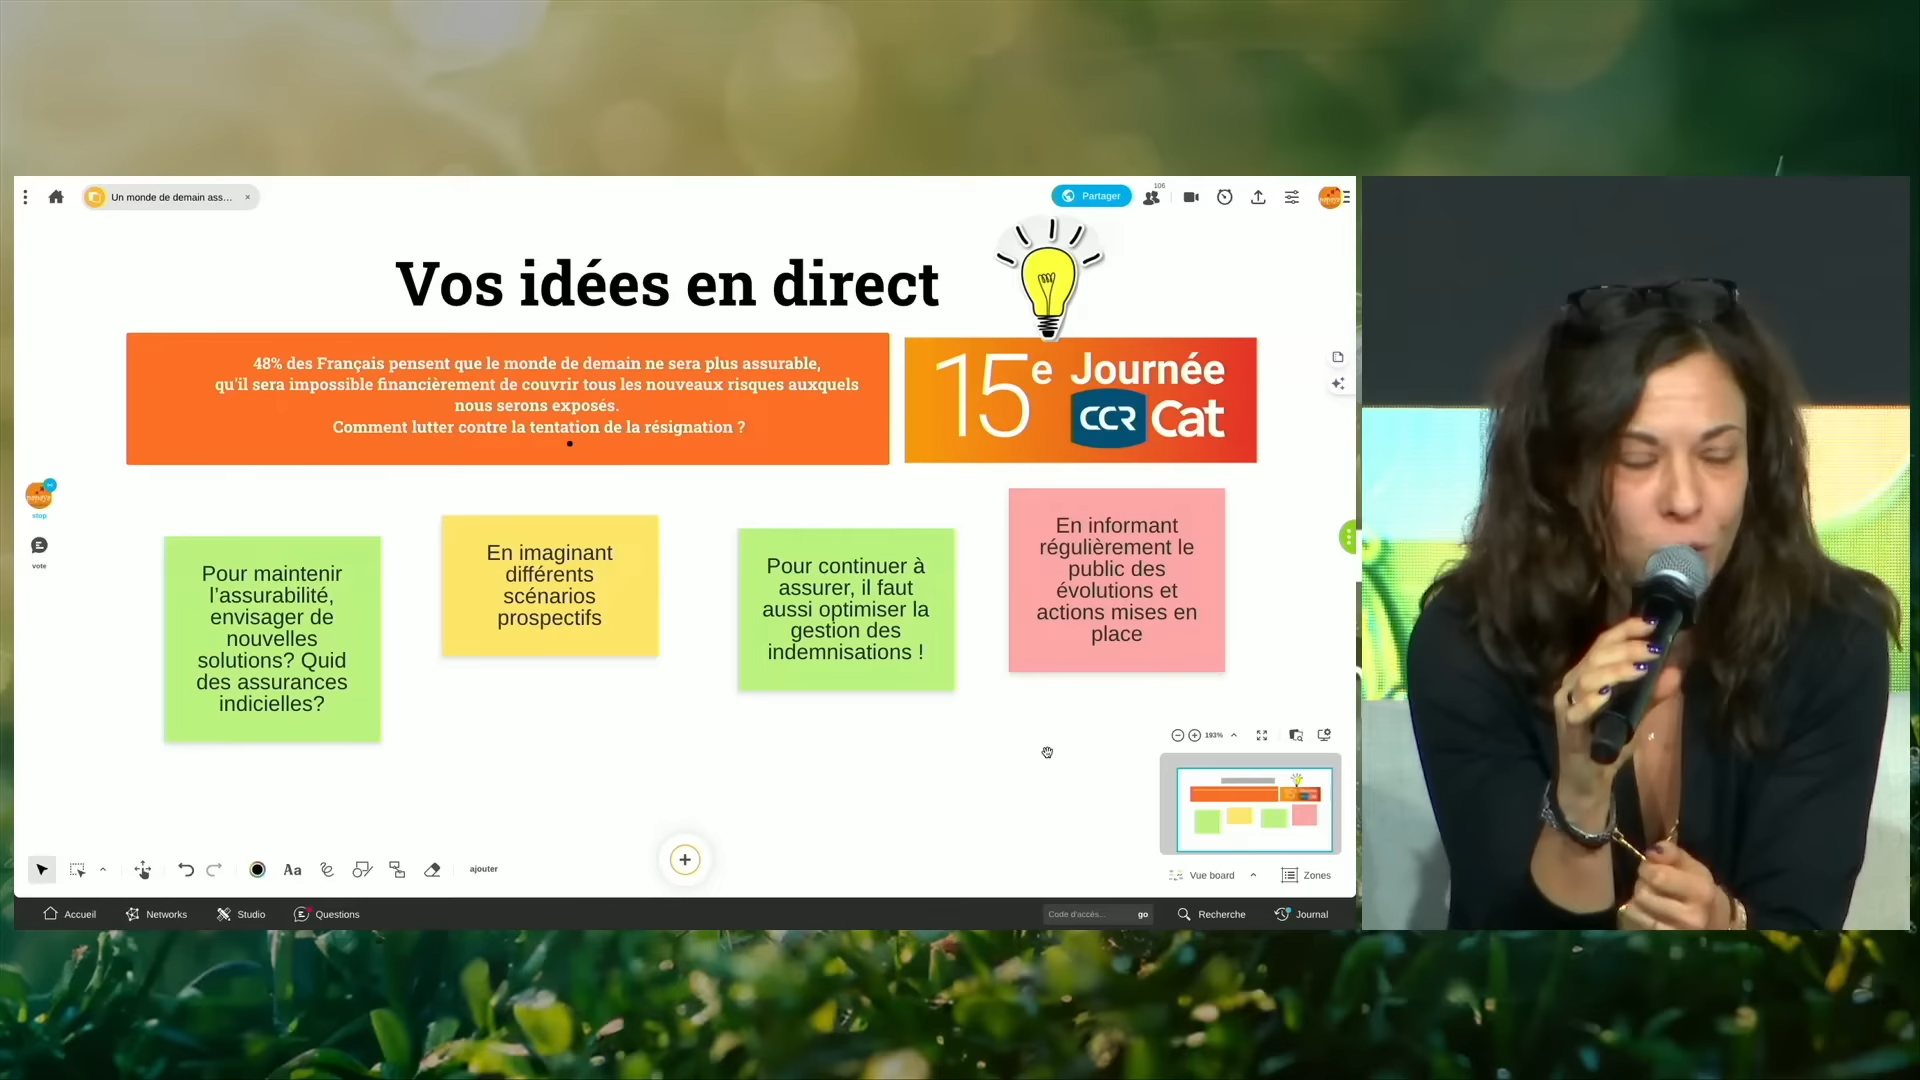 Un monde de demain ass...
Partager
106
Vos idées en direct
48% des Français pensent que le monde de demain ne sera plus assurable,
qu'il sera impossible financièrement de couvrir tous les nouveaux risques auxquels
nous serons exposés.
Comment lutter contre la tentation de la résignation ?
15e Journée
CCR Cat
stop
vote
Pour maintenir
l'assurabilité,
envisager de
nouvelles
solutions? Quid
des assurances
indicielles?
En imaginant
différents
scénarios
prospectifs
Pour continuer à
assurer, il faut
aussi optimiser la
gestion des
indemnisations !
En informant
régulièrement le
public des
évolutions et
actions mises en
place
193%
Aa
ajouter
Vue board
Zones
Accueil
Networks
Studio
Questions
Code d'accès...
go
Recherche
Journal